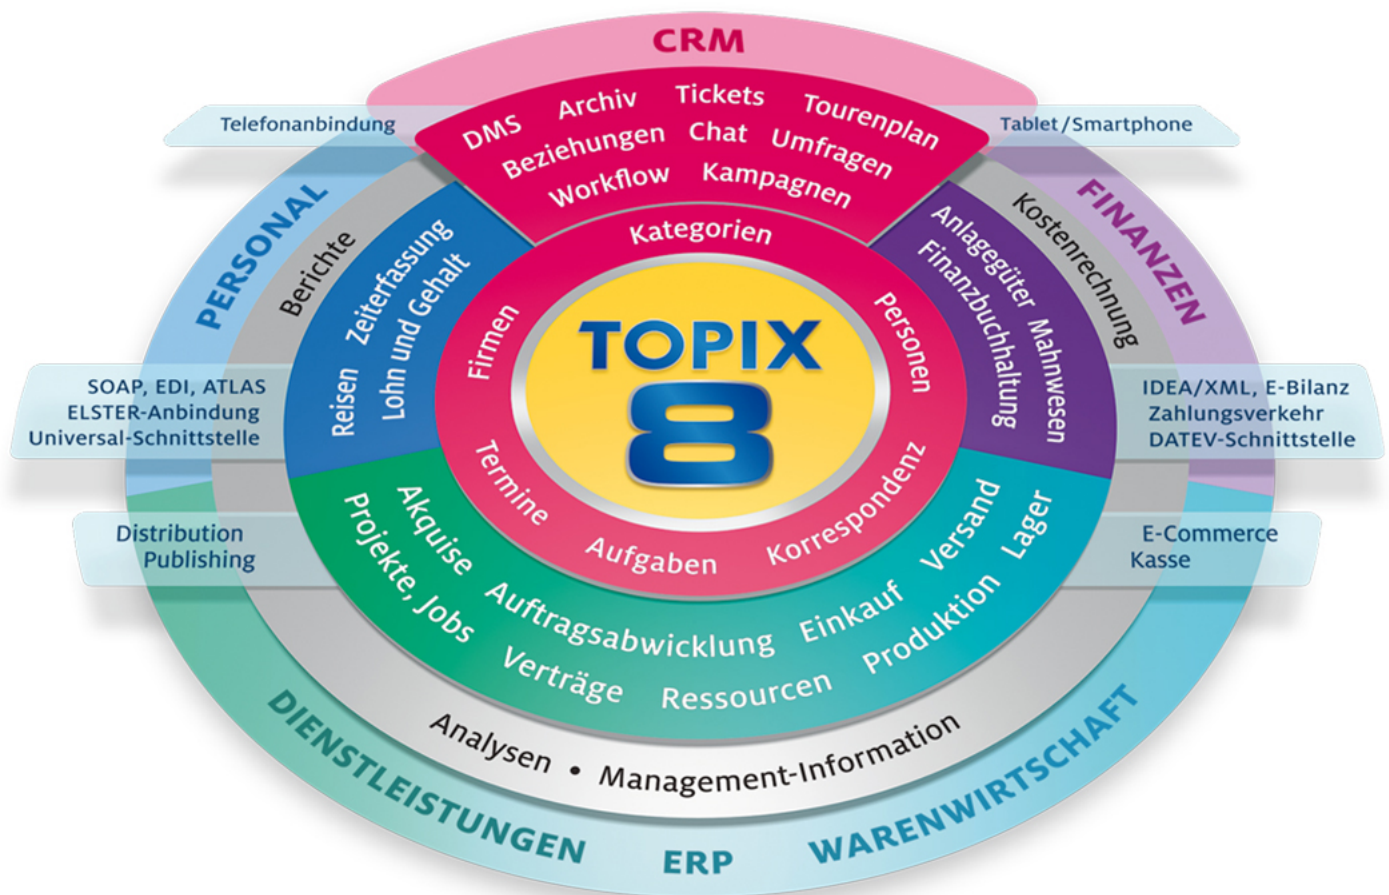 CRM
DMS Archiv Tickets Tourenplan
Beziehungen Chat Umfragen
Workflow Kampagnen
Telefonanbindung
Tablet/Smartphone
PERSONAL
Berichte
Zeiterfassung
Reisen
Lohn und Gehalt
FINANZEN
Kostenrechnung
Anlagegüter Mahnwesen
Finanzbuchhaltung
Kategorien
Firmen
Personen
TOPIX
8
Termine
Aufgaben
Korrespondenz
SOAP, EDI, ATLAS
ELSTER-Anbindung
Universal-Schnittstelle
IDEA/XML, E-Bilanz
Zahlungsverkehr
DATEV-Schnittstelle
Distribution
Publishing
E-Commerce
Kasse
Akquise
Auftragsabwicklung
Einkauf
Versand
Projekte, Jobs
Verträge
Ressourcen
Produktion
Lager
Analysen • Management-Information
DIENSTLEISTUNGEN
ERP
WARENWIRTSCHAFT